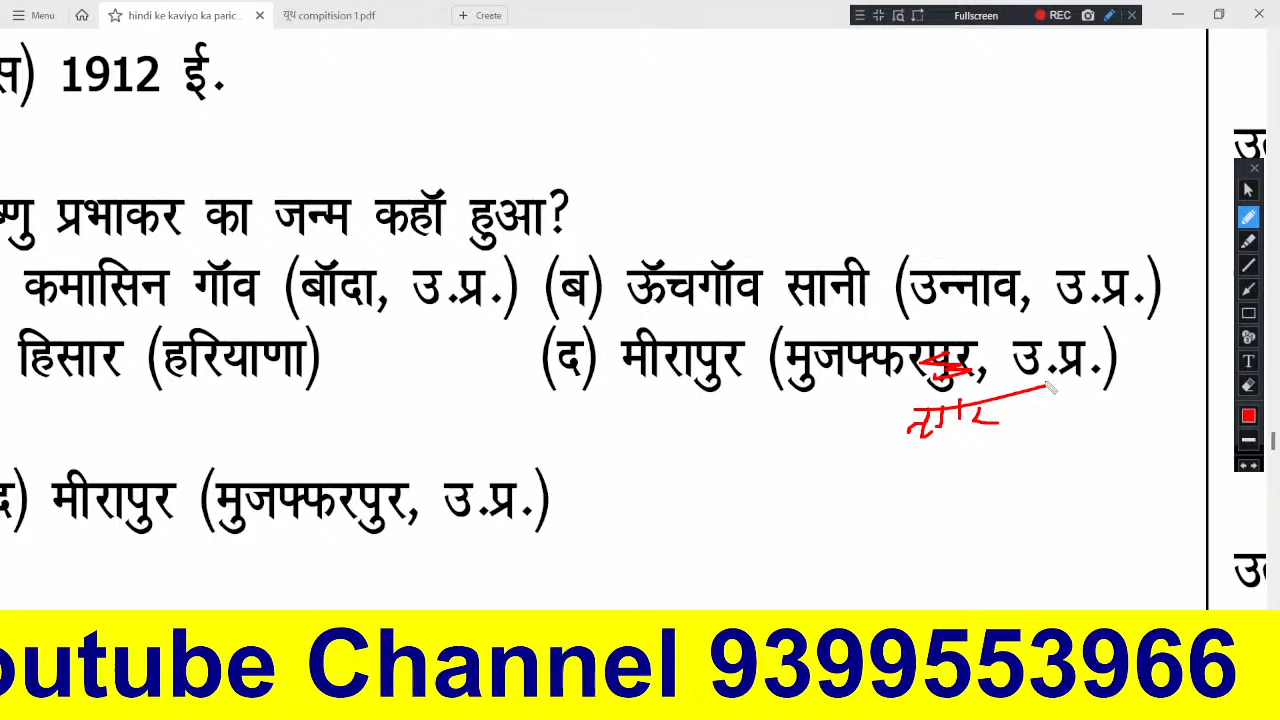 Menu
hindi ke kaviyo ka paric...
यूथ compitision 1.pdf
Create
Fullscreen
REC
स) 1912 ई.
ष्णु प्रभाकर का जन्म कहॉ हुआ?
कमासिन गॉव (बॉदा, उ.प्र.) (ब) ऊॅचगॉव सानी (उन्नाव, उ.प्र.)
हिसार (हरियाणा) (द) मीरापुर (मुजफ्फरपुर, उ.प्र.)
नगर
द) मीरापुर (मुजफ्फरपुर, उ.प्र.)
outube Channel 9399553966